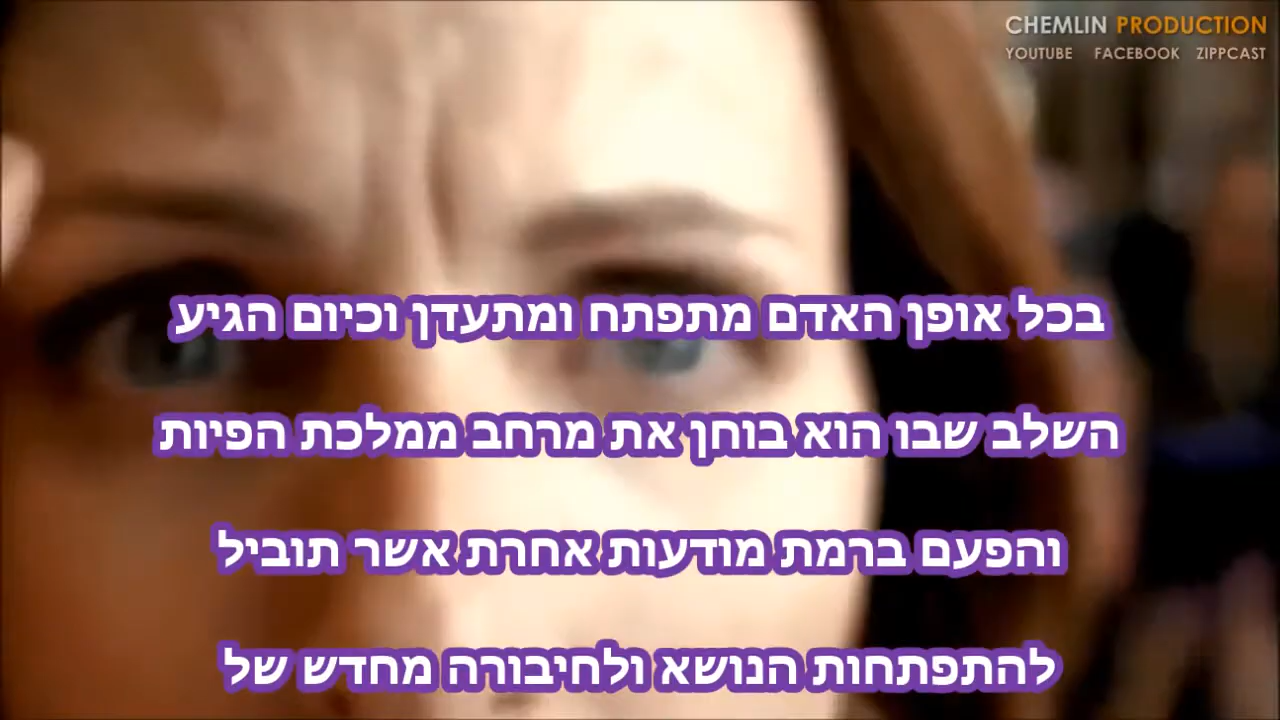 CHEMLIN PRODUCTION
YOUTUBE FACEBOOK ZIPPCAST
בכל אופן האדם מתפתח ומתעדן וכיום הגיע
השלב שבו הוא בוחן את מרחב ממלכת הפיות
והפעם ברמת מודעות אחרת אשר תוביל
להתפתחות הנושא ולחיבורה מחדש של